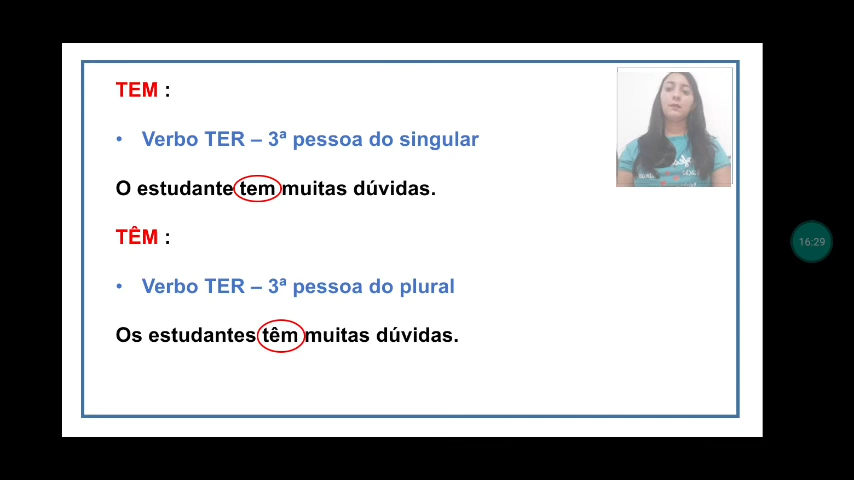 TEM :
• Verbo TER – 3ª pessoa do singular
O estudante tem muitas dúvidas.
TÊM :
• Verbo TER – 3ª pessoa do plural
Os estudantes têm muitas dúvidas.
16:29